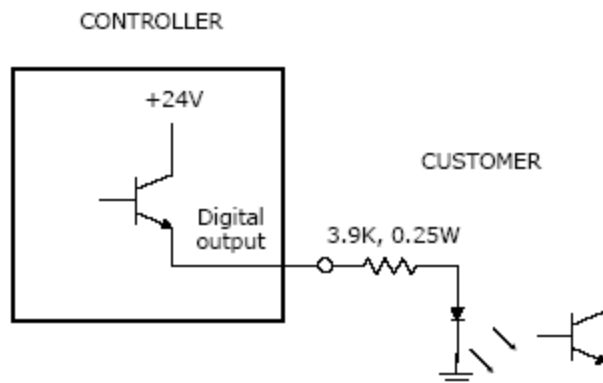 CONTROLLER
+24V
CUSTOMER
Digital
output
3.9K, 0.25W